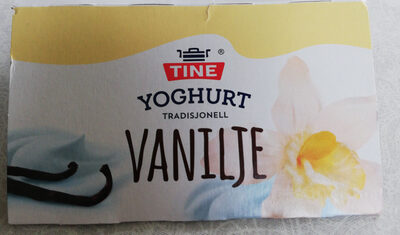 TINE ®
YOGHURT
TRADISJONELL
VANILJE